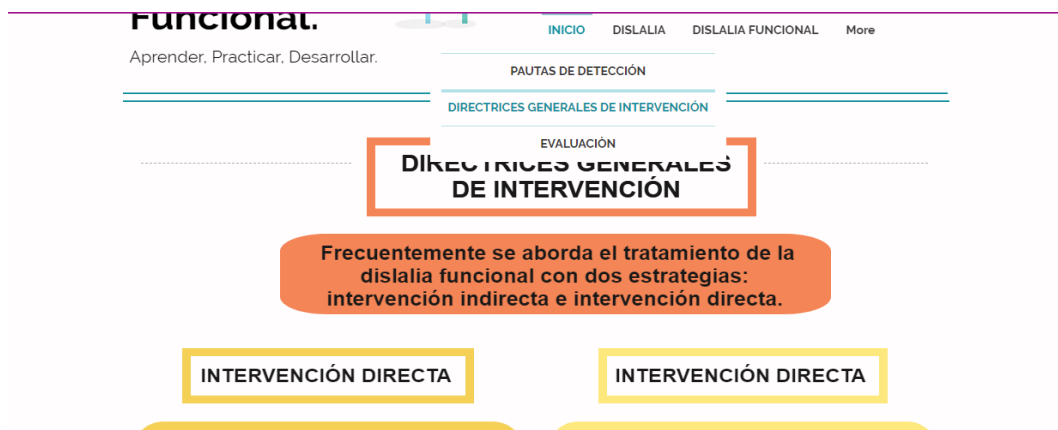 Funcional.
Aprender, Practicar, Desarrollar.
INICIO DISLALIA DISLALIA FUNCIONAL More
PAUTAS DE DETECCIÓN
DIRECTRICES GENERALES DE INTERVENCIÓN
EVALUACIÓN
DIRECTRICES GENERALES
DE INTERVENCIÓN
Frecuentemente se aborda el tratamiento de la
dislalia funcional con dos estrategias:
intervención indirecta e intervención directa.
INTERVENCIÓN DIRECTA
INTERVENCIÓN DIRECTA